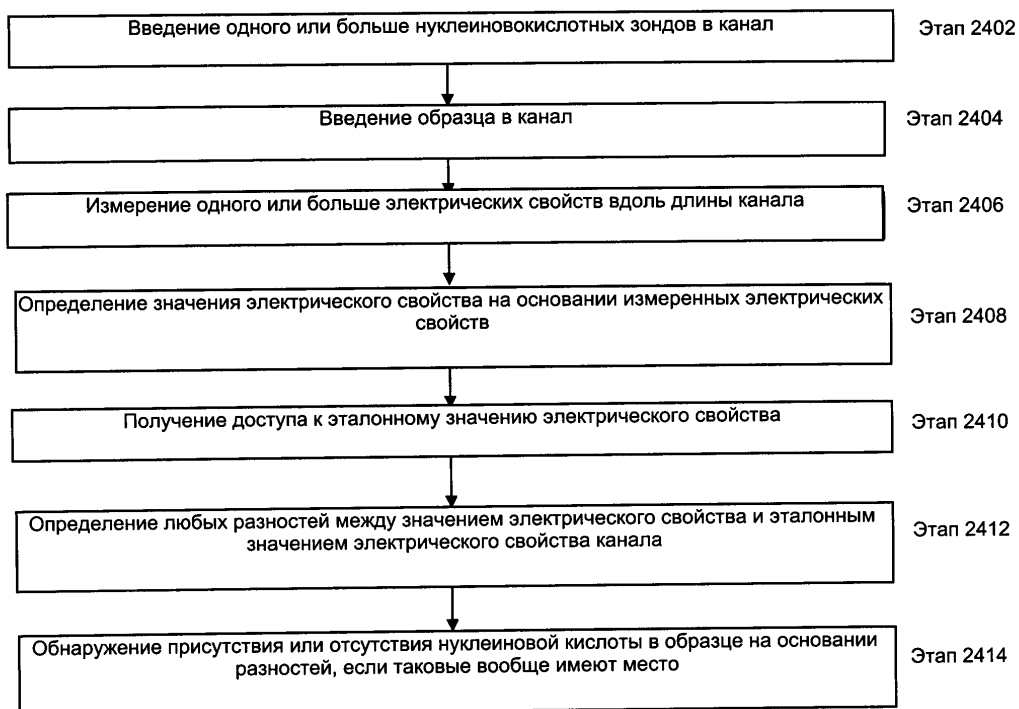 Введение одного или больше нуклеиновокислотных зондов в канал
Этап 2402
Введение образца в канал
Этап 2404
Измерение одного или больше электрических свойств вдоль длины канала
Этап 2406
Определение значения электрического свойства на основании измеренных электрических
свойств
Этап 2408
Получение доступа к эталонному значению электрического свойства
Этап 2410
Определение любых разностей между значением электрического свойства и эталонным
значением электрического свойства канала
Этап 2412
Обнаружение присутствия или отсутствия нуклеиновой кислоты в образце на основании
разностей, если таковые вообще имеют место
Этап 2414